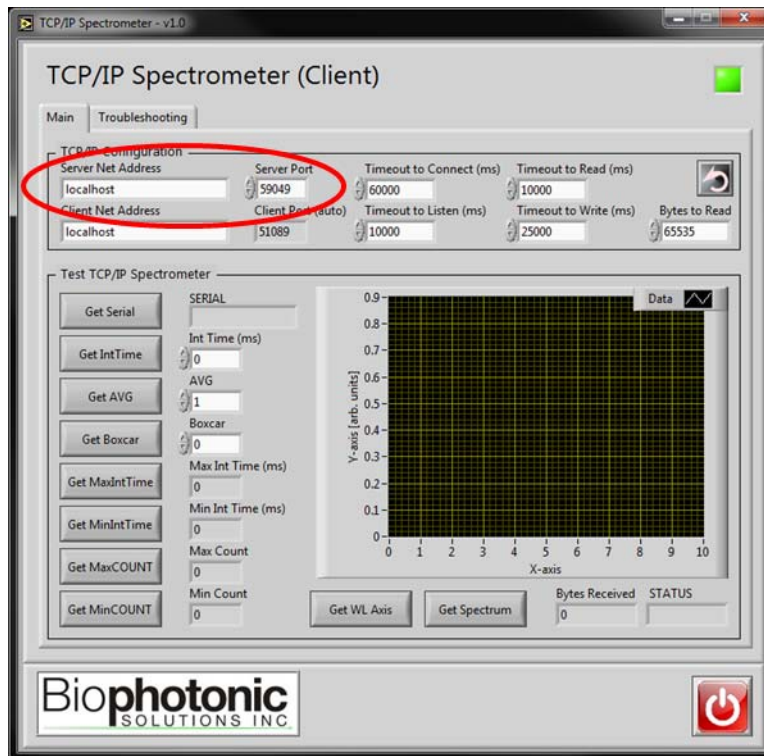 TCP/IP Spectrometer - v1.0
TCP/IP Spectrometer (Client)
Main Troubleshooting
TCP/IP Configuration
Server Net Address Server Port Timeout to Connect (ms) Timeout to Read (ms)
localhost 59049 60000 10000
Client Net Address Client Port (auto) Timeout to Listen (ms) Timeout to Write (ms) Bytes to Read
localhost 51089 10000 25000 65535
Test TCP/IP Spectrometer
Get Serial
SERIAL
Get IntTime
Int Time (ms)
0
Get AVG
AVG
1
Get Boxcar
Boxcar
0
Get MaxIntTime
Max Int Time (ms)
0
Get MinIntTime
Min Int Time (ms)
0
Get MaxCOUNT
Max Count
0
Get MinCOUNT
Min Count
0
Data
Y-axis [arb. units]
0.9
0.8
0.7
0.6
0.5
0.4
0.3
0.2
0.1
0
0 1 2 3 4 5 6 7 8 9 10
X-axis
Get WL Axis Get Spectrum
Bytes Received STATUS
0
Biophotonic
SOLUTIONS INC